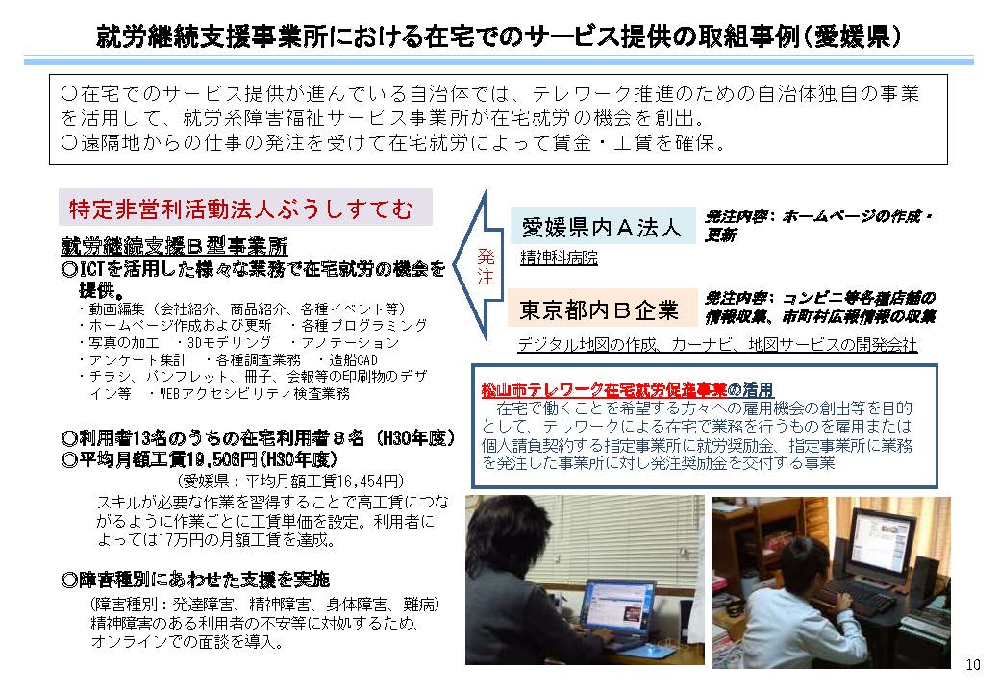 就労継続支援事業所における在宅でのサービス提供の取組事例(愛媛県)
○在宅でのサービス提供が進んでいる自治体では、テレワーク推進のための自治体独自の事業
を活用して、就労系障害福祉サービス事業所が在宅就労の機会を創出。
○遠隔地からの仕事の発注を受けて在宅就労によって賃金・工賃を確保。
特定非営利活動法人ぶうしすてむ
就労継続支援B型事業所
◎ICTを活用した様々な業務で在宅就労の機会を
提供。
・動画編集(会社紹介、商品紹介、各種イベント等)
・ホームページ作成および更新 ・各種プログラミング
・写真の加工 ・3Dモデリング ・アノテーション
・アンケート集計 ・各種調査業務 ・造船CAD
・チラシ、パンフレット、冊子、会報等の印刷物のデザ
イン等 ・WEBアクセシビリティ検査業務
◎利用者13名のうちの在宅利用者8名(H30年度)
◎平均月額工賃19,506円(H30年度)
(愛媛県:平均月額工賃16,454円)
スキルが必要な作業を習得することで高工賃につな
がるように作業ごとに工賃単価を設定。利用者に
よっては17万円の月額工賃を達成。
◎障害種別にあわせた支援を実施
(障害種別:発達障害、精神障害、身体障害、難病)
精神障害のある利用者の不安等に対処するため、
オンラインでの面談を導入。
発注
愛媛県内A法人
精神科病院
発注内容:ホームページの作成・
更新
東京都内B企業
発注内容:コンビニ等各種店舗の
情報収集、市町村広報情報の収集
デジタル地図の作成、カーナビ、地図サービスの開発会社
松山市テレワーク在宅就労促進事業の活用
在宅で働くことを希望する方々への雇用機会の創出等を目的
として、テレワークによる在宅で業務を行うものを雇用または
個人請負契約する指定事業所に就労奨励金、指定事業所に業務
を発注した事業所に対し発注奨励金を交付する事業
10